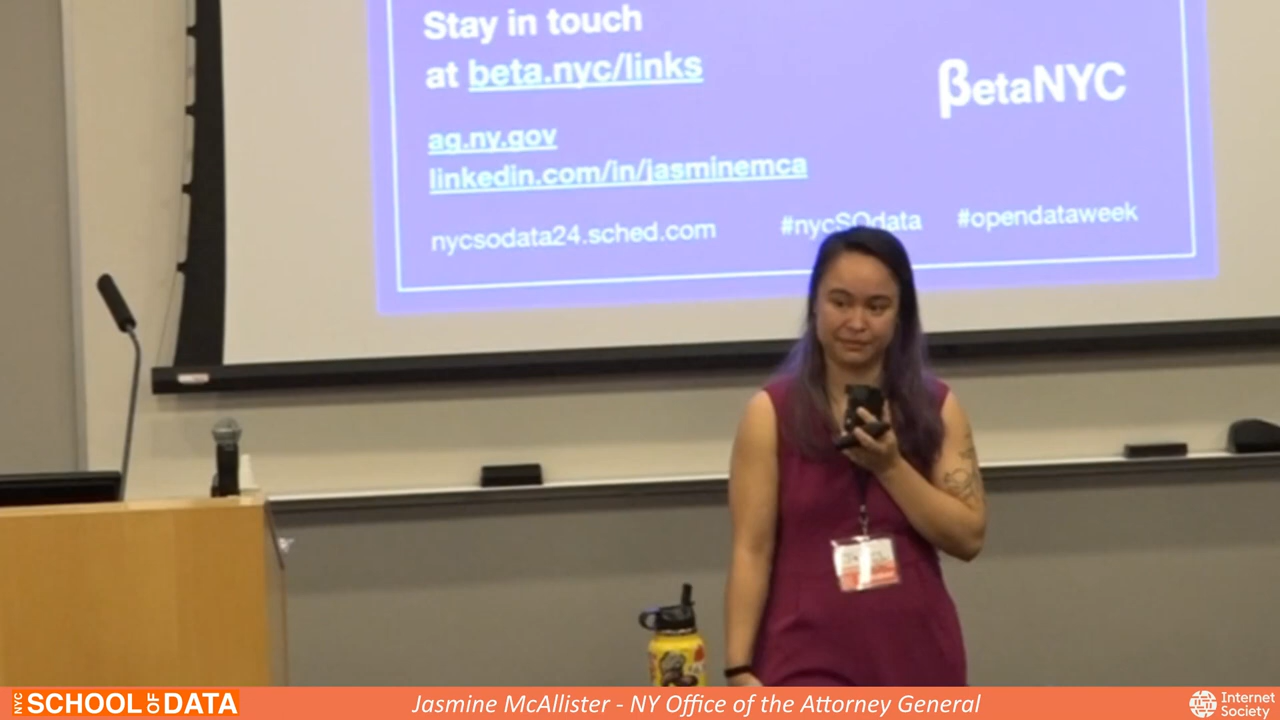 Stay in touch
at beta.nyc/links
βetaNYC
ag.ny.gov
linkedin.com/in/jasminemca
nycsodata24.sched.com
#nycSOdata
#opendataweek
NYC SCHOOL OF DATA
Jasmine McAllister - NY Office of the Attorney General
Internet
Society